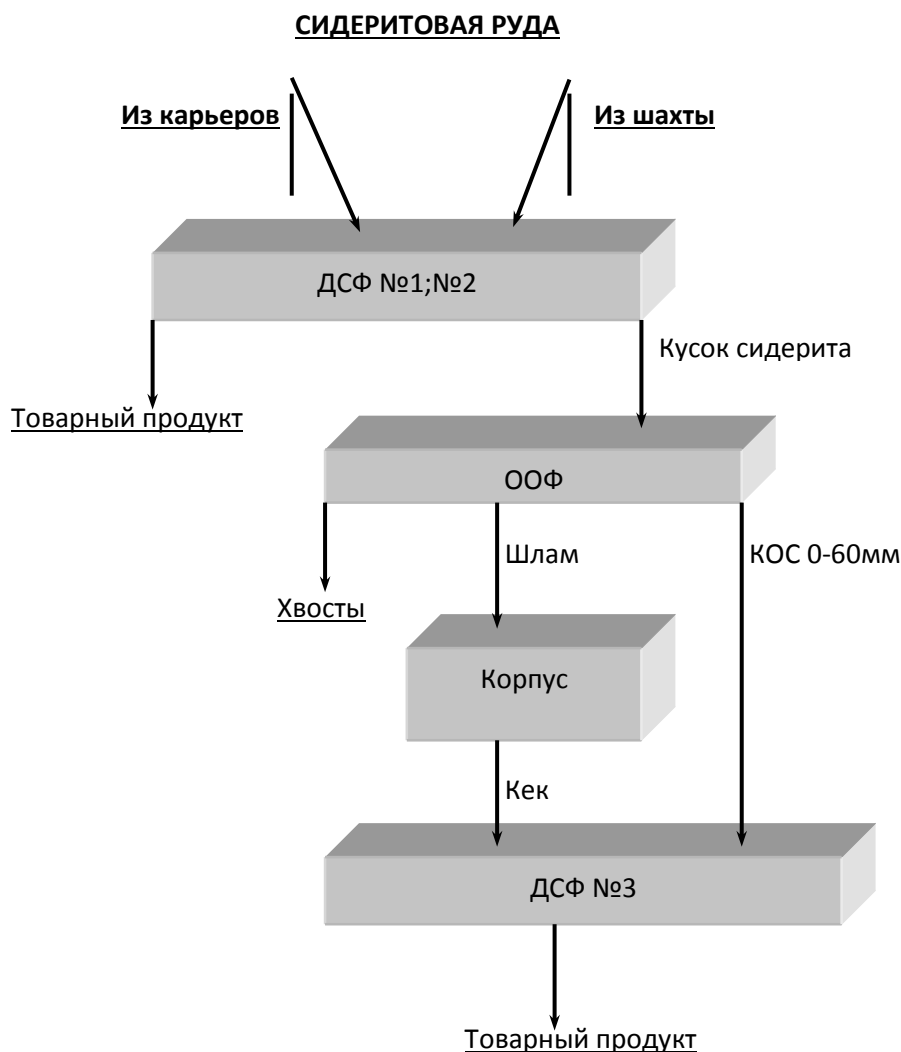 СИДЕРИТОВАЯ РУДА
Из карьеров
Из шахты
ДСФ №1;№2
Кусок сидерита
Товарный продукт
ООФ
Шлам
КОС 0-60мм
Хвосты
Корпус
Кек
ДСФ №3
Товарный продукт